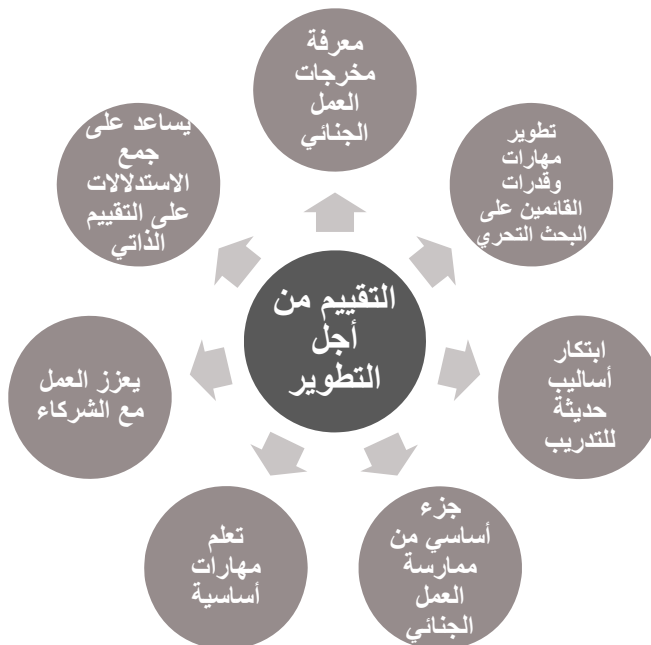 معرفة
مخرجات
العمل
الجنائي
تطوير
مهارات
وقدرات
القائمين على
البحث التحري
ابتكار
أساليب
حديثة
للتدريب
جزء
أساسي من
ممارسة
العمل
الجنائي
تعلم
مهارات
أساسية
يعزز العمل
مع الشركاء
يساعد على
جمع
الاستدلالات
على التقييم
الذاتي
التقييم من
أجل
التطوير